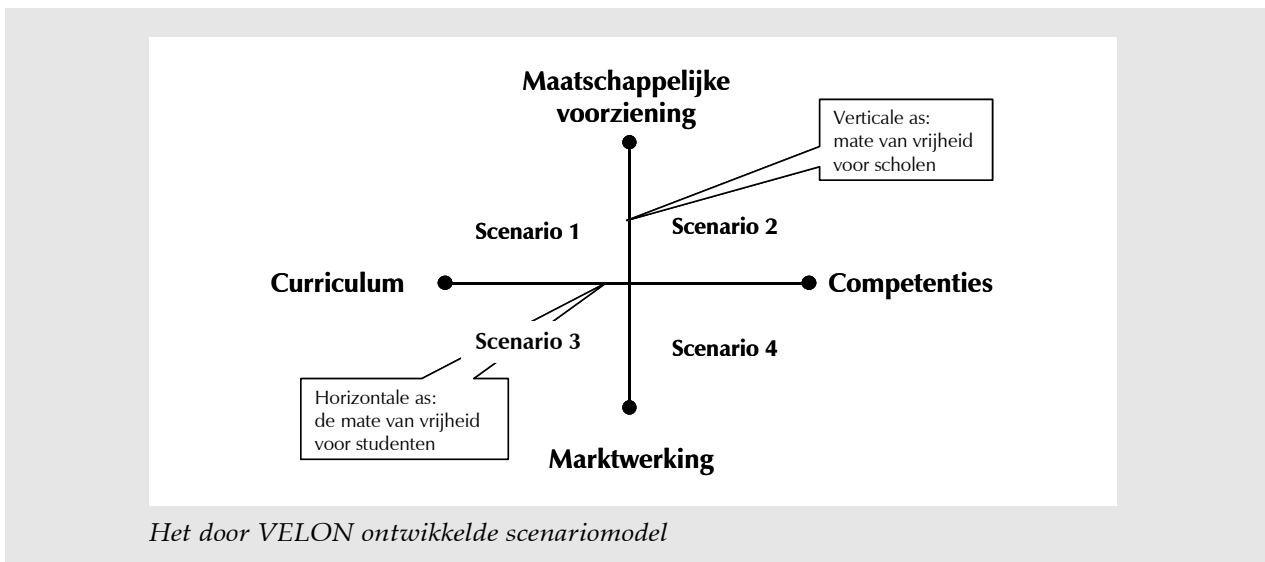 Maatschappelijke
voorziening
Verticale as:
mate van vrijheid
voor scholen
Scenario 1
Scenario 2
Curriculum
Competenties
Scenario 3
Scenario 4
Horizontale as:
de mate van vrijheid
voor studenten
Marktwerking
Het door VELON ontwikkelde scenariomodel